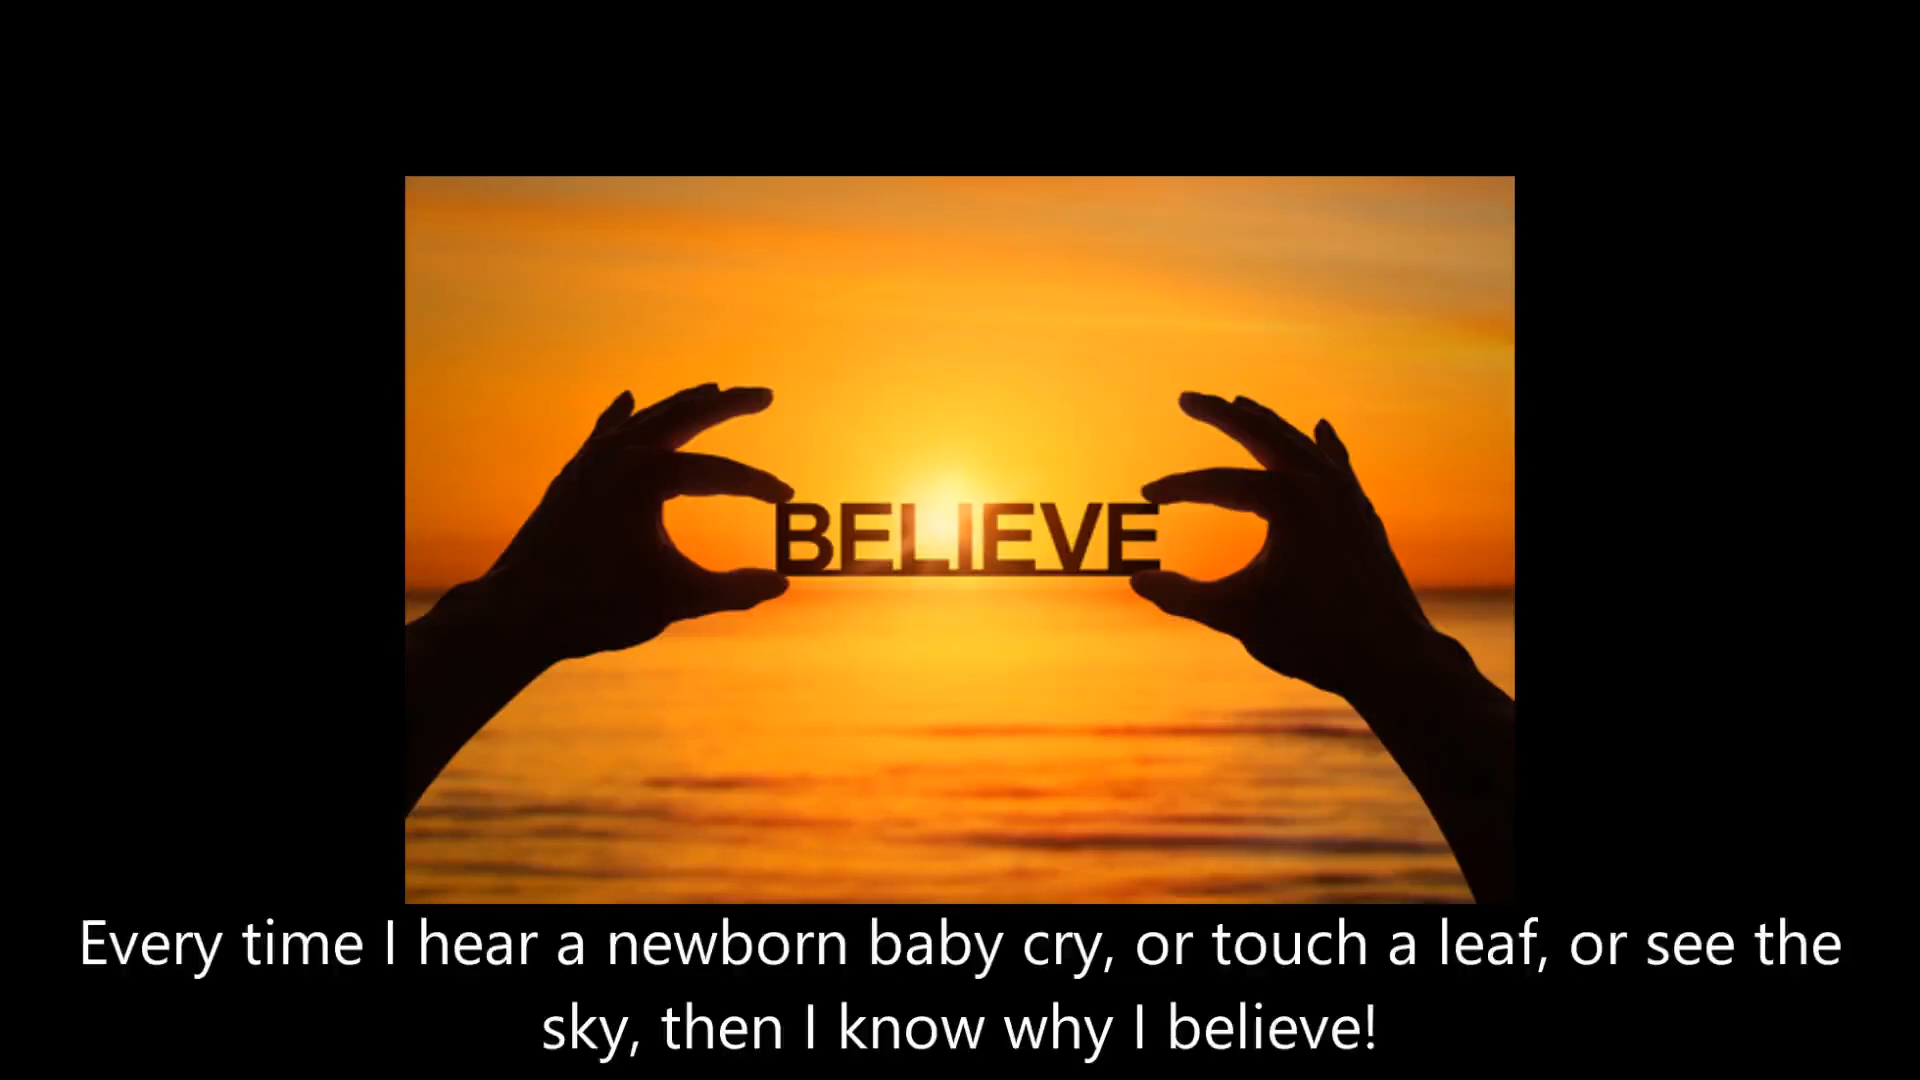 BELIEVE
Every time I hear a newborn baby cry, or touch a leaf, or see the
sky, then I know why I believe!